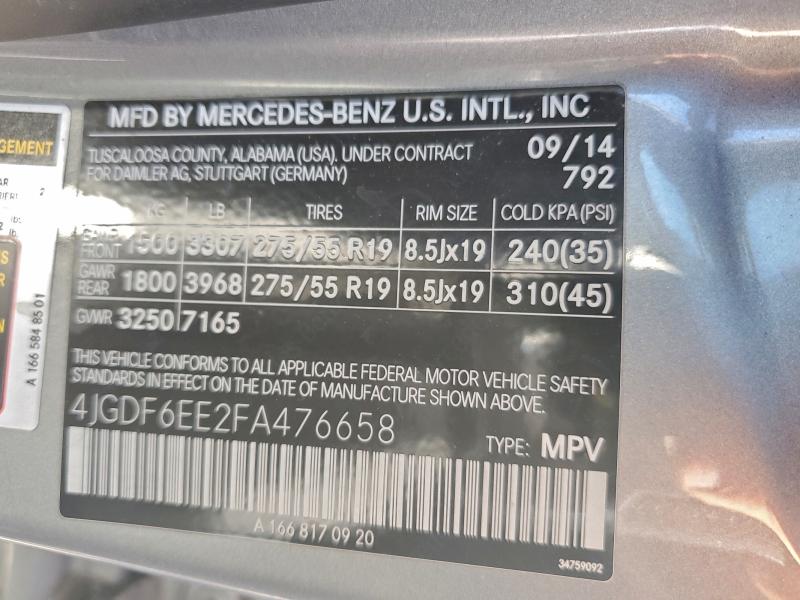 MFD BY MERCEDES-BENZ U.S. INTL., INC
TUSCALOOSA COUNTY, ALABAMA (USA). UNDER CONTRACT
FOR DAIMLER AG, STUTTGART (GERMANY)
09/14
792
KG LB TIRES RIM SIZE COLD KPA(PSI)
GAWR FRONT 1500 3307 275/55 R19 8.5Jx19 240(35)
GAWR REAR 1800 3968 275/55 R19 8.5Jx19 310(45)
GVWR 3250 7165
THIS VEHICLE CONFORMS TO ALL APPLICABLE FEDERAL MOTOR VEHICLE SAFETY
STANDARDS IN EFFECT ON THE DATE OF MANUFACTURE SHOWN ABOVE.
4JGDF6EE2FA476658
TYPE: MPV
A 166 817 09 20
34759092
GEMENT
A 166 584 85 01